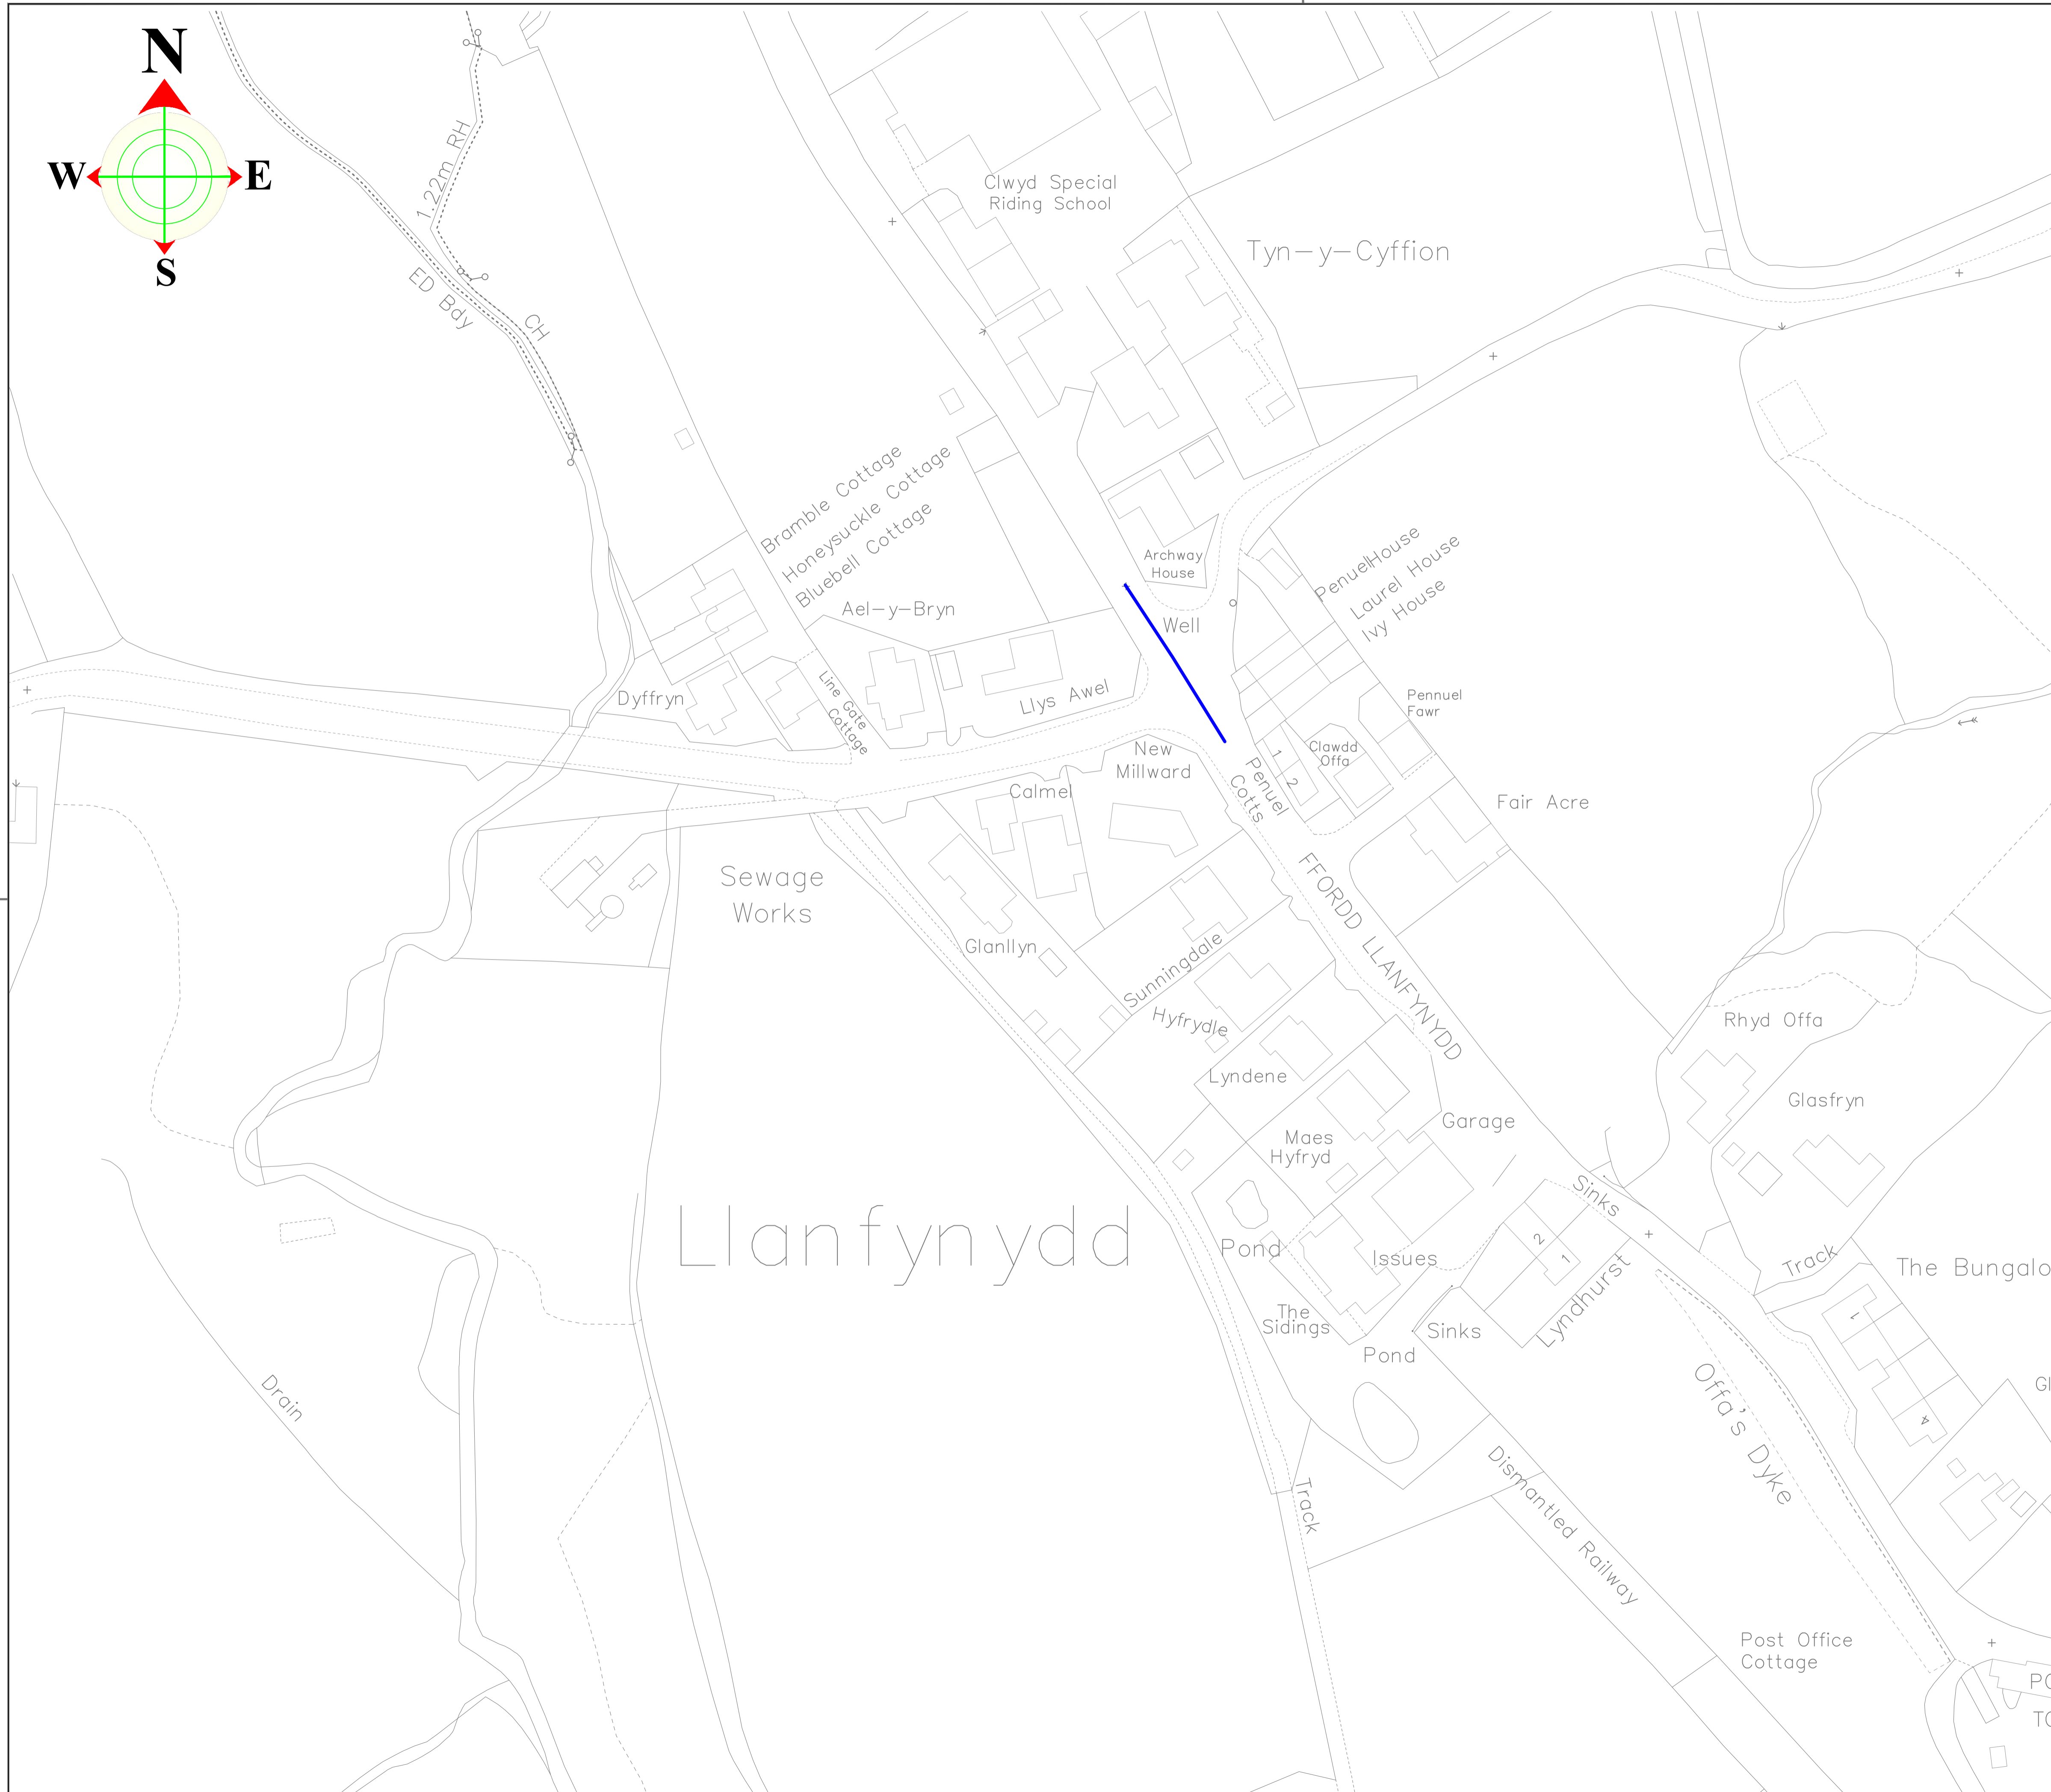 N
W
E
S
1.22m RH
ED Bdy
CH
Clwyd Special
Riding School
Tyn-y-Cyffion
Bramble Cottage
Honeysuckle Cottage
Bluebell Cottage
Archway
House
PenuelHouse
Laurel House
Ivy House
Ael-y-Bryn
Well
Dyffryn
Line Gate
Cottage
Llys Awel
Pennuel
Fawr
New
Millward
Clawdd
Offa
1
2
Penuel
Cotts
Calmel
Fair Acre
Sewage
Works
FFORDD LLANFYNYDD
Glanllyn
Sunningdale
Hyfrydle
Rhyd Offa
Lyndene
Glasfryn
Garage
Maes
Hyfryd
Sinks
Llanfynydd
Pond
Issues
2
1
Track
The Bungalo
The
Sidings
Sinks
Lyndhurst
1
Pond
Offa's Dyke
Drain
Gl
4
Track
Dismantled Railway
Post Office
Cottage
PO